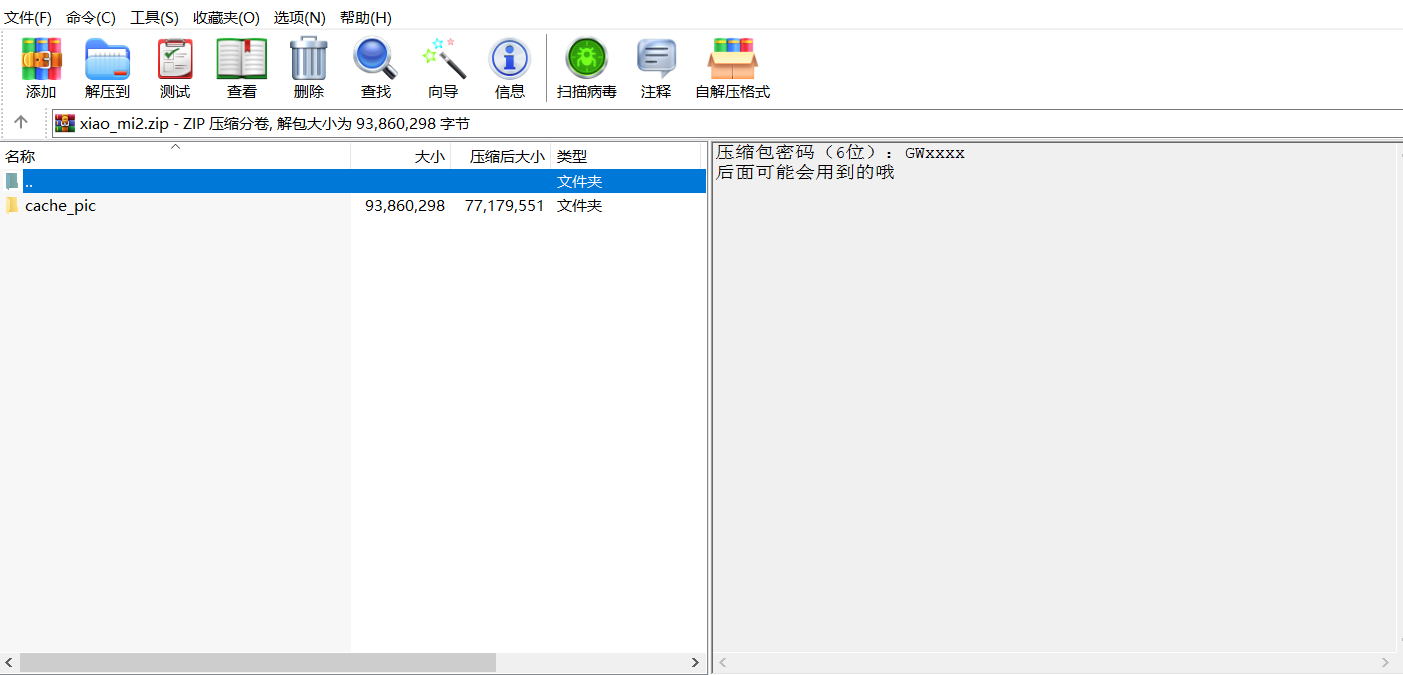 文件(F) 命令(C) 工具(S) 收藏夹(O) 选项(N) 帮助(H)
添加 解压到 测试 查看 删除 查找 向导 信息 扫描病毒 注释 自解压格式
xiao_mi2.zip - ZIP 压缩分卷, 解包大小为 93,860,298 字节
名称 大小 压缩后大小 类型
.. 文件夹
cache_pic 93,860,298 77,179,551 文件夹
压缩包密码（6位）：GWxxxx
后面可能会用到的哦